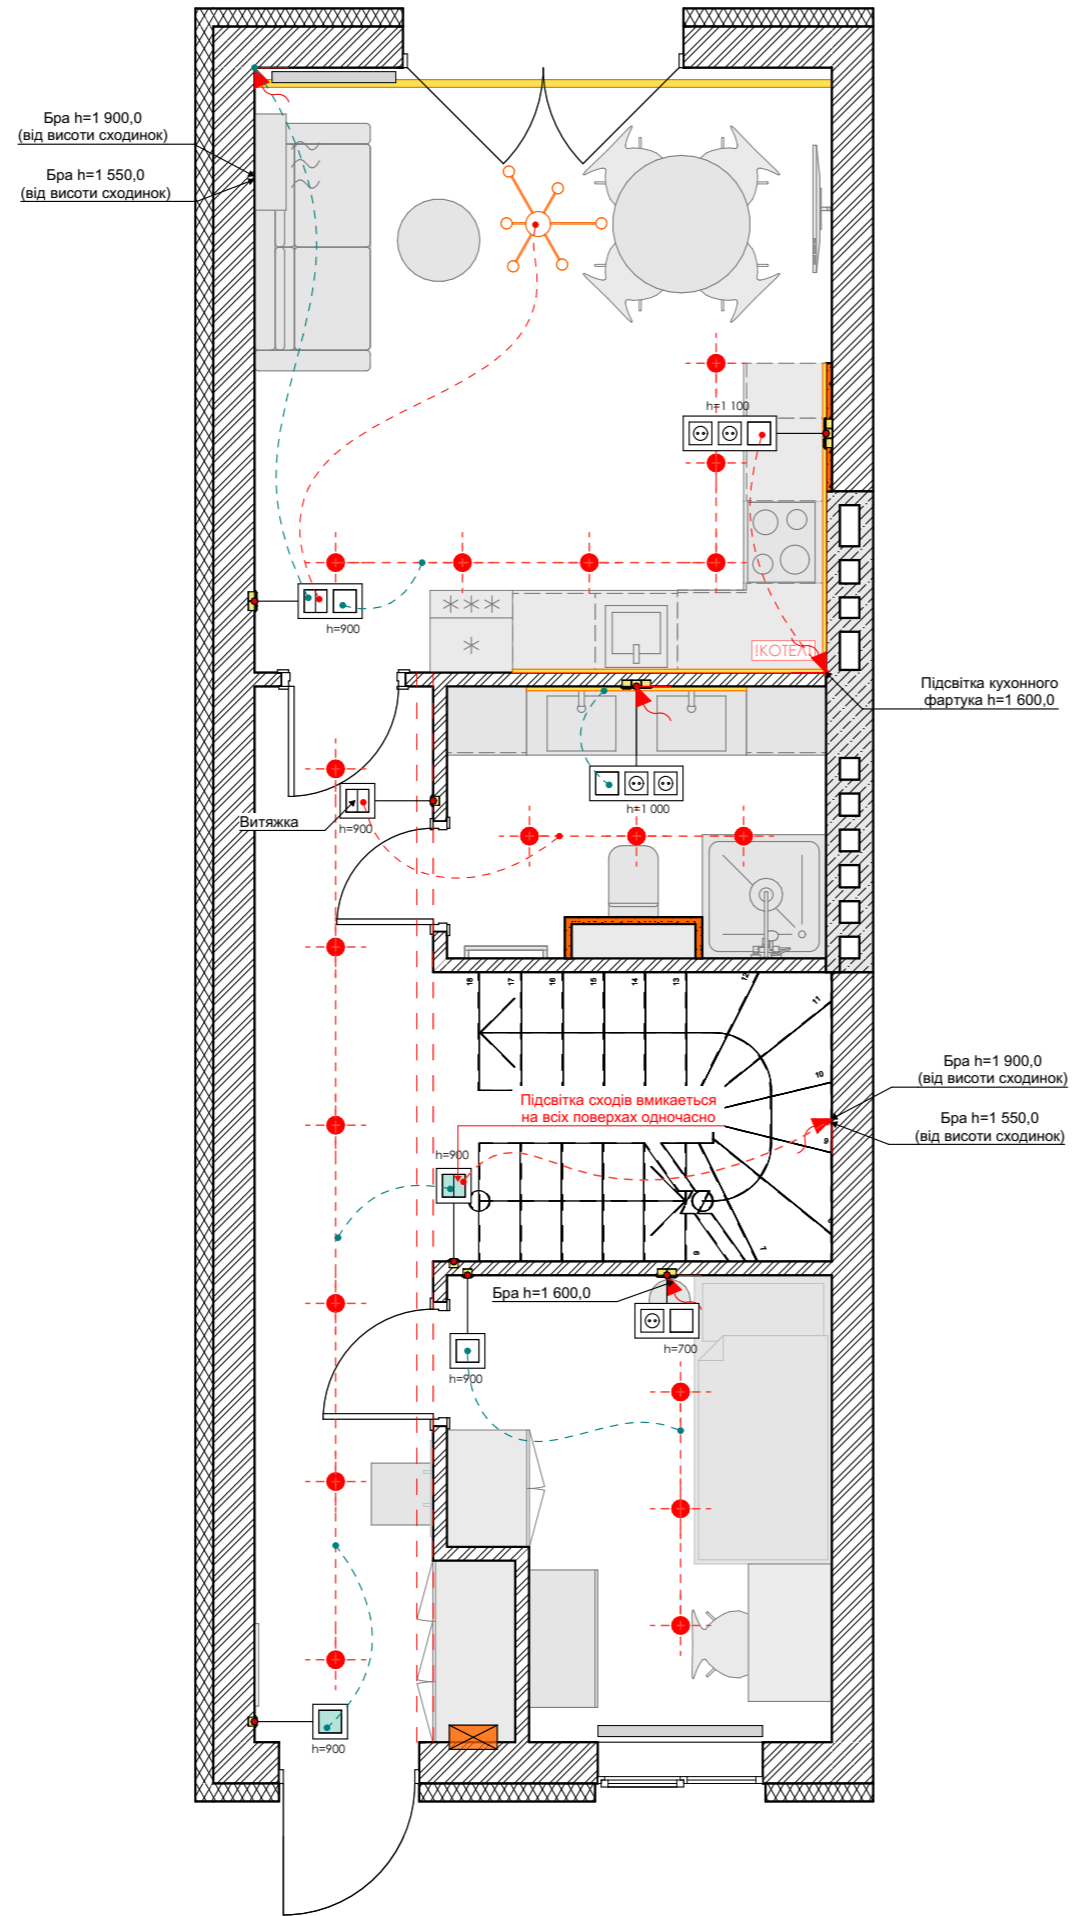 Бра h=1 900,0
(від висоти сходинок)
Бра h=1 550,0
(від висоти сходинок)
h=1 100
h=900
!КОТЕЛ!
Підсвітка кухонного
фартука h=1 600,0
h=1 000
Витяжка
h=900
18
17
16
15
14
13
12
11
10
9
Підсвітка сходів вмикається
на всіх поверхах одночасно
Бра h=1 900,0
(від висоти сходинок)
Бра h=1 550,0
(від висоти сходинок)
h=900
7
6
Бра h=1 600,0
h=700
h=900
h=900